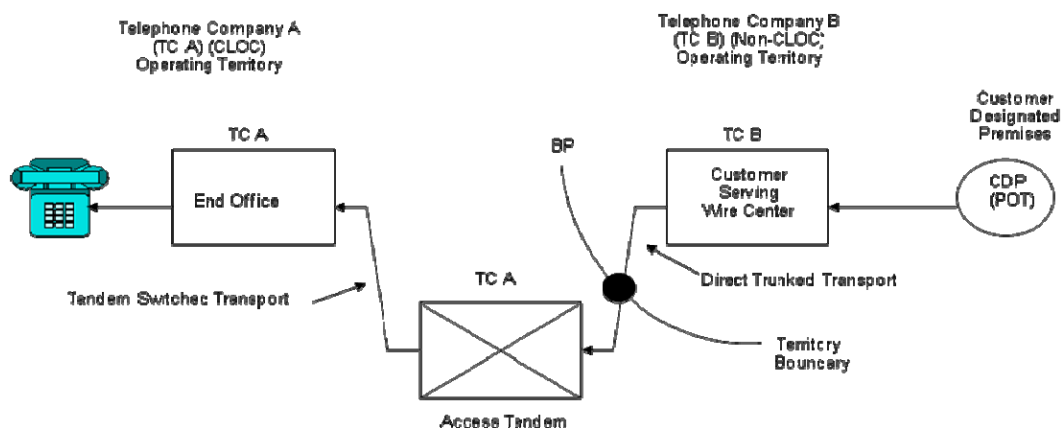 Telephone Company A
(TC A) (CLOC)
Operating Territory
Telephone Company B
(TC B) (Non-CLOC)
Operating Territory
Customer
Designated
Premises
TC A
BP
TC B
End Office
Customer
Serving
Wire Center
CDP
(POT)
Tandem Switched Transport
TC A
Direct Trunked Transport
Territory
Boundary
Access Tandem